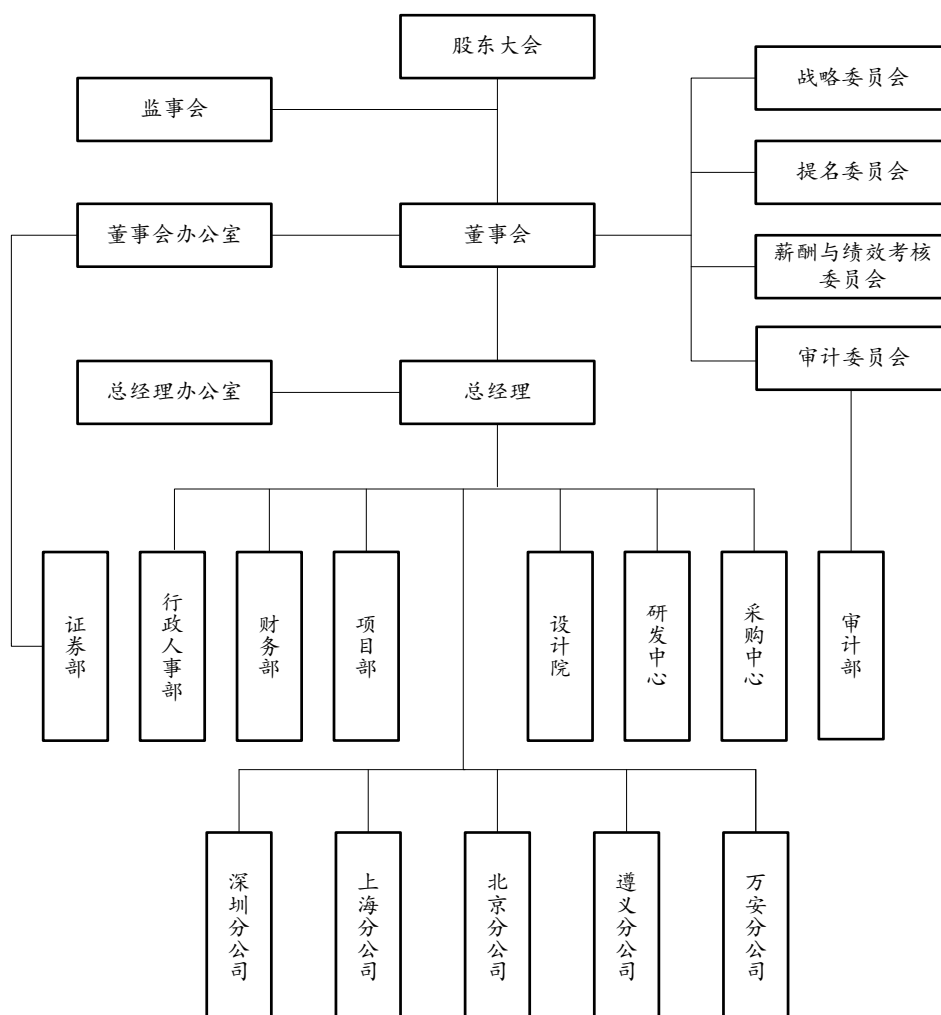 股东大会
战略委员会
监事会
提名委员会
董事会办公室
董事会
薪酬与绩效考核
委员会
审计委员会
总经理办公室
总经理
证券部
行政人事部
财务部
项目部
设计院
研发中心
采购中心
审计部
深圳分公司
上海分公司
北京分公司
遵义分公司
万安分公司